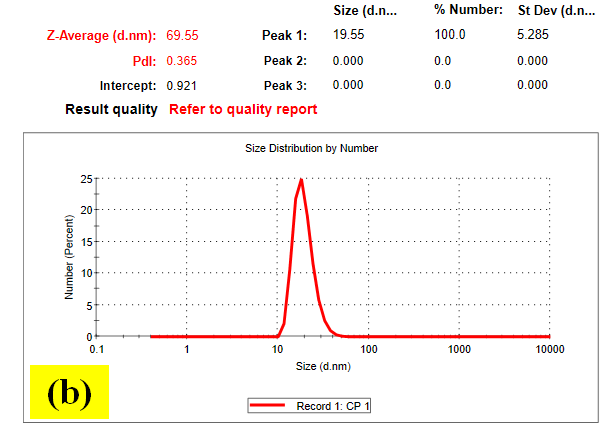 Size (d.n... % Number: St Dev (d.n...
Z-Average (d.nm): 69.55 Peak 1: 19.55 100.0 5.285
PdI: 0.365 Peak 2: 0.000 0.0 0.000
Intercept: 0.921 Peak 3: 0.000 0.0 0.000
Result quality Refer to quality report
Size Distribution by Number
Number (Percent)
25
20
15
10
5
0
0.1 1 10 100 1000 10000
Size (d.nm)
(b)
Record 1: CP 1